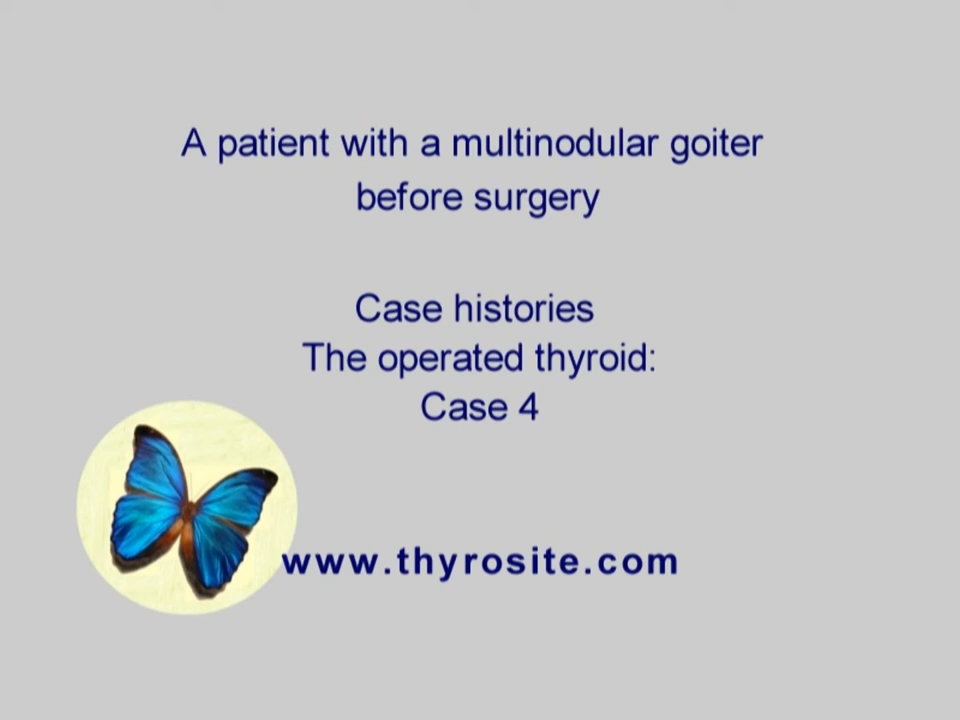 A patient with a multinodular goiter
before surgery
Case histories
The operated thyroid:
Case 4
www.thyrosite.com